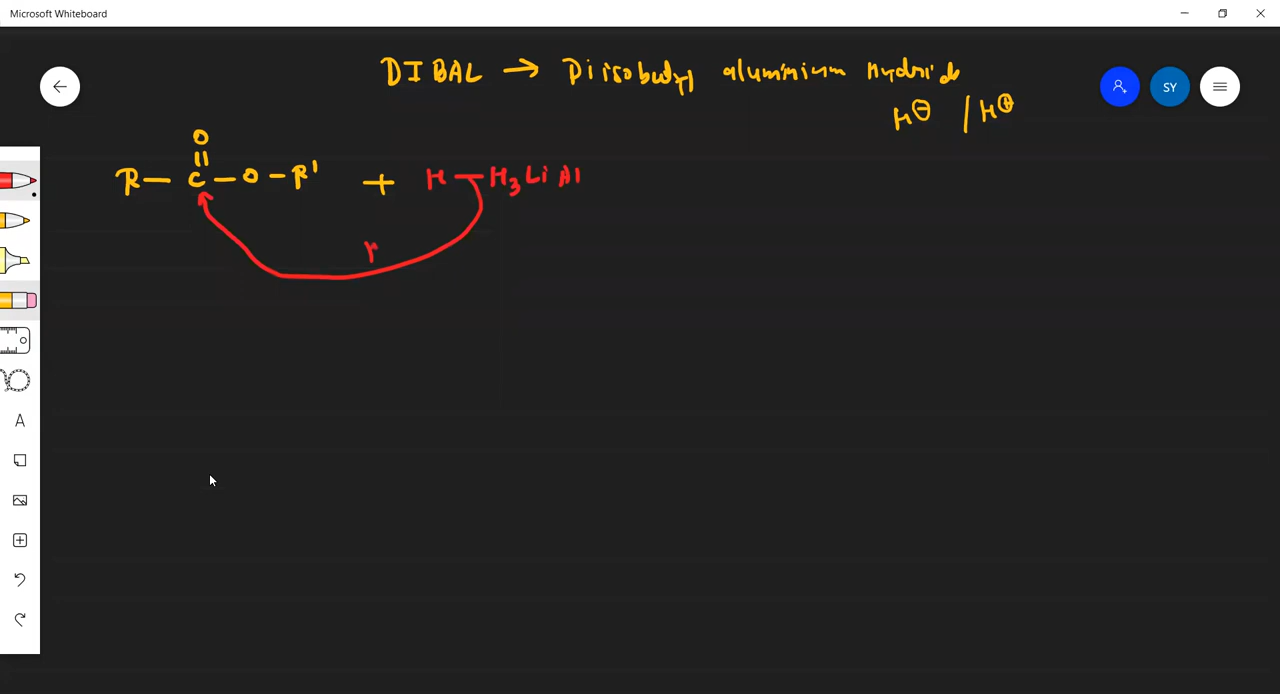 Microsoft Whiteboard
DIBAL → Diisobutyl aluminium Hydride
H⊖ / H⊕
SY
O
||
R — C — O — R' + H — H₃LiAl
A